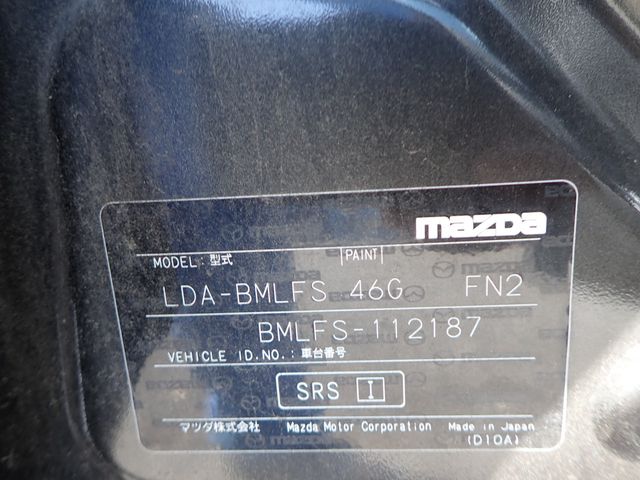 mazda
MODEL:型式 PAINT
LDA-BMLFS 46G FN2
BMLFS-112187
VEHICLE ID.NO.:車台番号
SRS I
マツダ株式会社 Mazda Motor Corporation Made in Japan
(D10A)